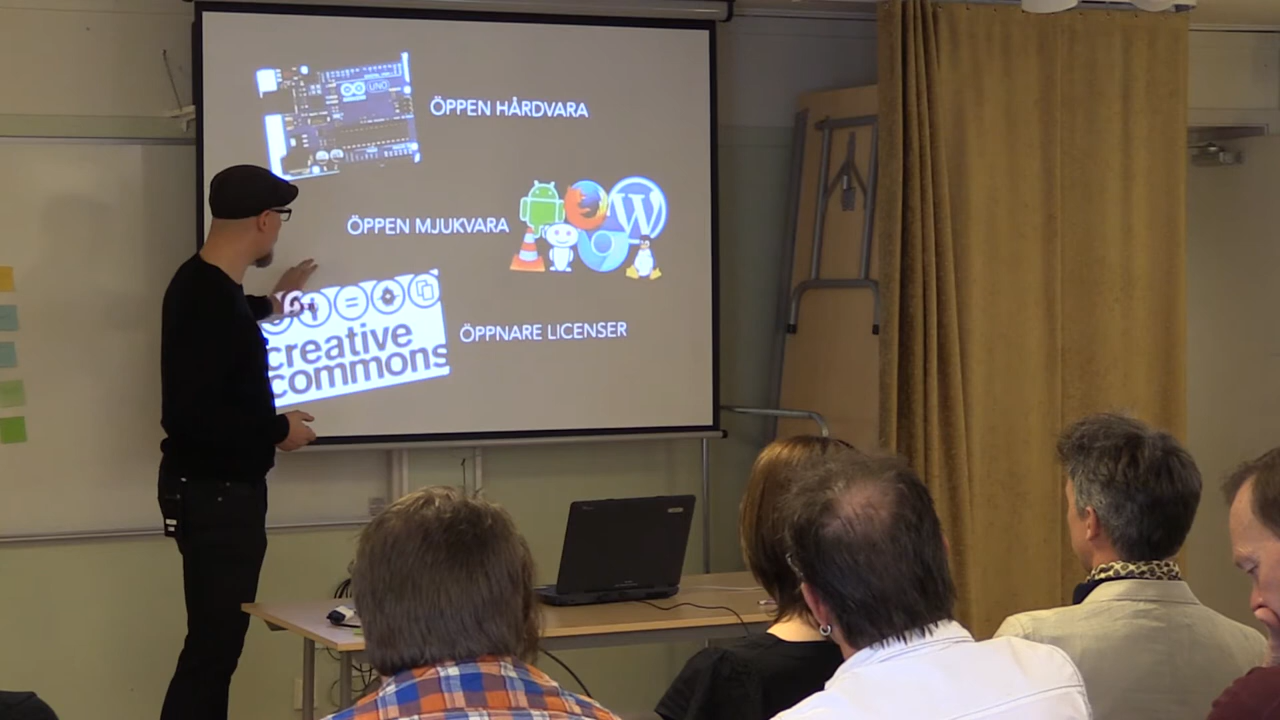 UNO
ÖPPEN HÅRDVARA
ÖPPEN MJUKVARA
W
creative
commons
ÖPPNARE LICENSER